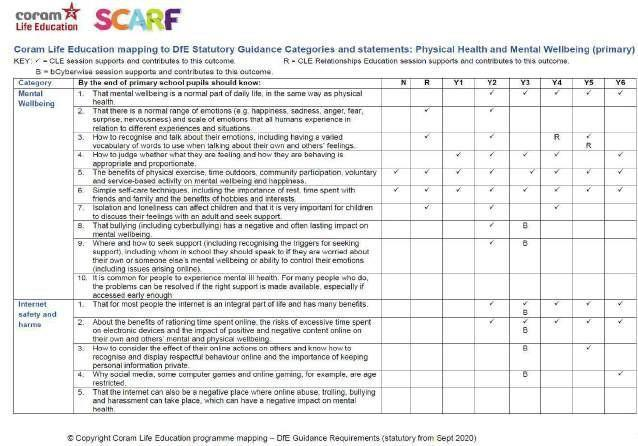 coram
Life Education
SCARF
Coram Life Education mapping to DfE Statutory Guidance Categories and statements: Physical Health and Mental Wellbeing (primary)
KEY: ✓ = CLE session supports and contributes to this outcome. R = CLE Relationships Education session supports and contributes to this outcome.
B = bCyberwise session supports and contributes to this outcome.
Category By the end of primary school pupils should know: N R Y1 Y2 Y3 Y4 Y5 Y6
Mental Wellbeing
1. That mental wellbeing is a normal part of daily life, in the same way as physical ✓ ✓ ✓ ✓ ✓
health.
2. That there is a normal range of emotions (e.g. happiness, sadness, anger, fear, ✓ ✓
surprise, nervousness) and scale of emotions that all humans experience in
relation to different experiences and situations.
3. How to recognise and talk about their emotions, including having a varied ✓ ✓ R ✓
vocabulary of words to use when talking about their own and others' feelings. R
4. How to judge whether what they are feeling and how they are behaving is ✓ ✓ ✓ ✓ ✓
appropriate and proportionate.
5. The benefits of physical exercise, time outdoors, community participation, voluntary ✓ ✓ ✓ ✓ ✓ ✓ ✓ ✓
and service-based activity on mental wellbeing and happiness.
6. Simple self-care techniques, including the importance of rest, time spent with ✓ ✓ ✓ ✓ ✓ ✓ ✓ ✓
friends and family and the benefits of hobbies and interests.
7. Isolation and loneliness can affect children and that it is very important for children ✓ ✓ ✓
to discuss their feelings with an adult and seek support.
8. That bullying (including cyberbullying) has a negative and often lasting impact on ✓ B
mental wellbeing.
9. Where and how to seek support (including recognising the triggers for seeking ✓ B
support), including whom in school they should speak to if they are worried about
their own or someone else's mental wellbeing or ability to control their emotions
(including issues arising online).
10. It is common for people to experience mental ill health. For many people who do,
the problems can be resolved if the right support is made available, especially if
accessed early enough
Internet safety and harms
1. That for most people the internet is an integral part of life and has many benefits. ✓ ✓ ✓ ✓ ✓
B
2. About the benefits of rationing time spent online, the risks of excessive time spent ✓ ✓ ✓ ✓ ✓
on electronic devices and the impact of positive and negative content online on B
their own and others' mental and physical wellbeing.
3. How to consider the effect of their online actions on others and know how to B ✓
recognise and display respectful behaviour online and the importance of keeping
personal information private.
4. Why social media, some computer games and online gaming, for example, are age B ✓
restricted.
5. That the internet can also be a negative place where online abuse, trolling, bullying
and harassment can take place, which can have a negative impact on mental
health.
© Copyright Coram Life Education programme mapping – DfE Guidance Requirements (statutory from Sept 2020)